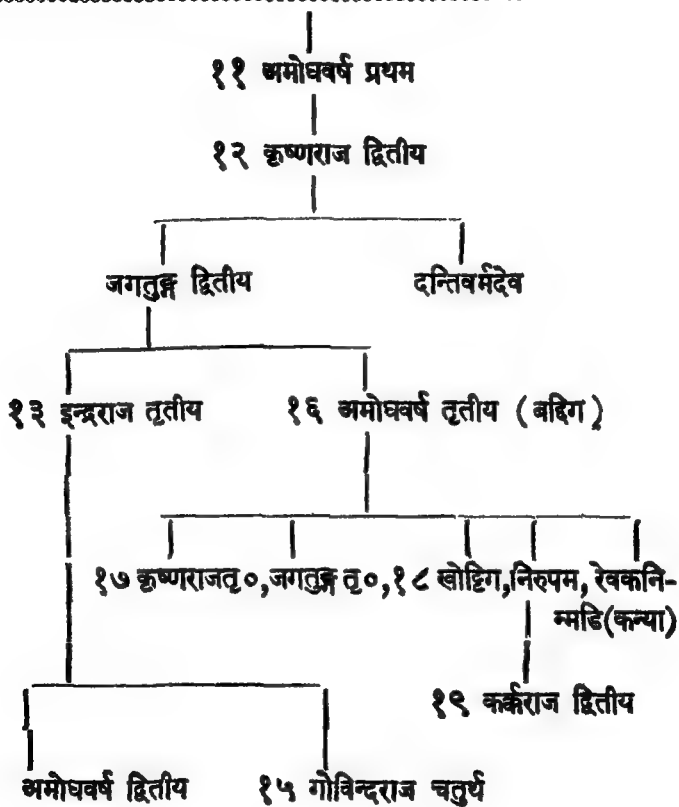 ११ अमोघवर्ष प्रथम
१२ कृष्णराज द्वितीय
जगतुङ्ग द्वितीय दन्तिवर्मदेव
१३ इन्द्रराज तृतीय १६ अमोघवर्ष तृतीय (बद्दिग)
१७ कृष्णराजतृ०, जगतुङ्ग तृ०, १८ खोट्टिग, निरुपम, रेवकनि-
म्मडि(कन्या)
१९ कर्कराज द्वितीय
अमोघवर्ष द्वितीय १५ गोविन्दराज चतुर्थ